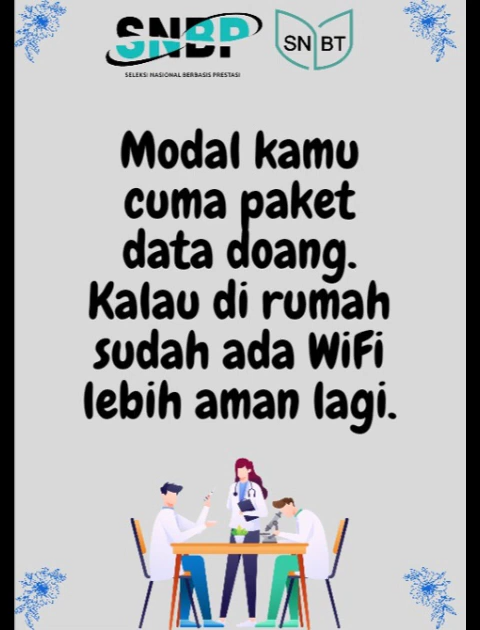 SNBP
SELEKSI NASIONAL BERBASIS PRESTASI
SN BT
Modal kamu
cuma paket
data doang.
Kalau di rumah
sudah ada WiFi
lebih aman lagi.